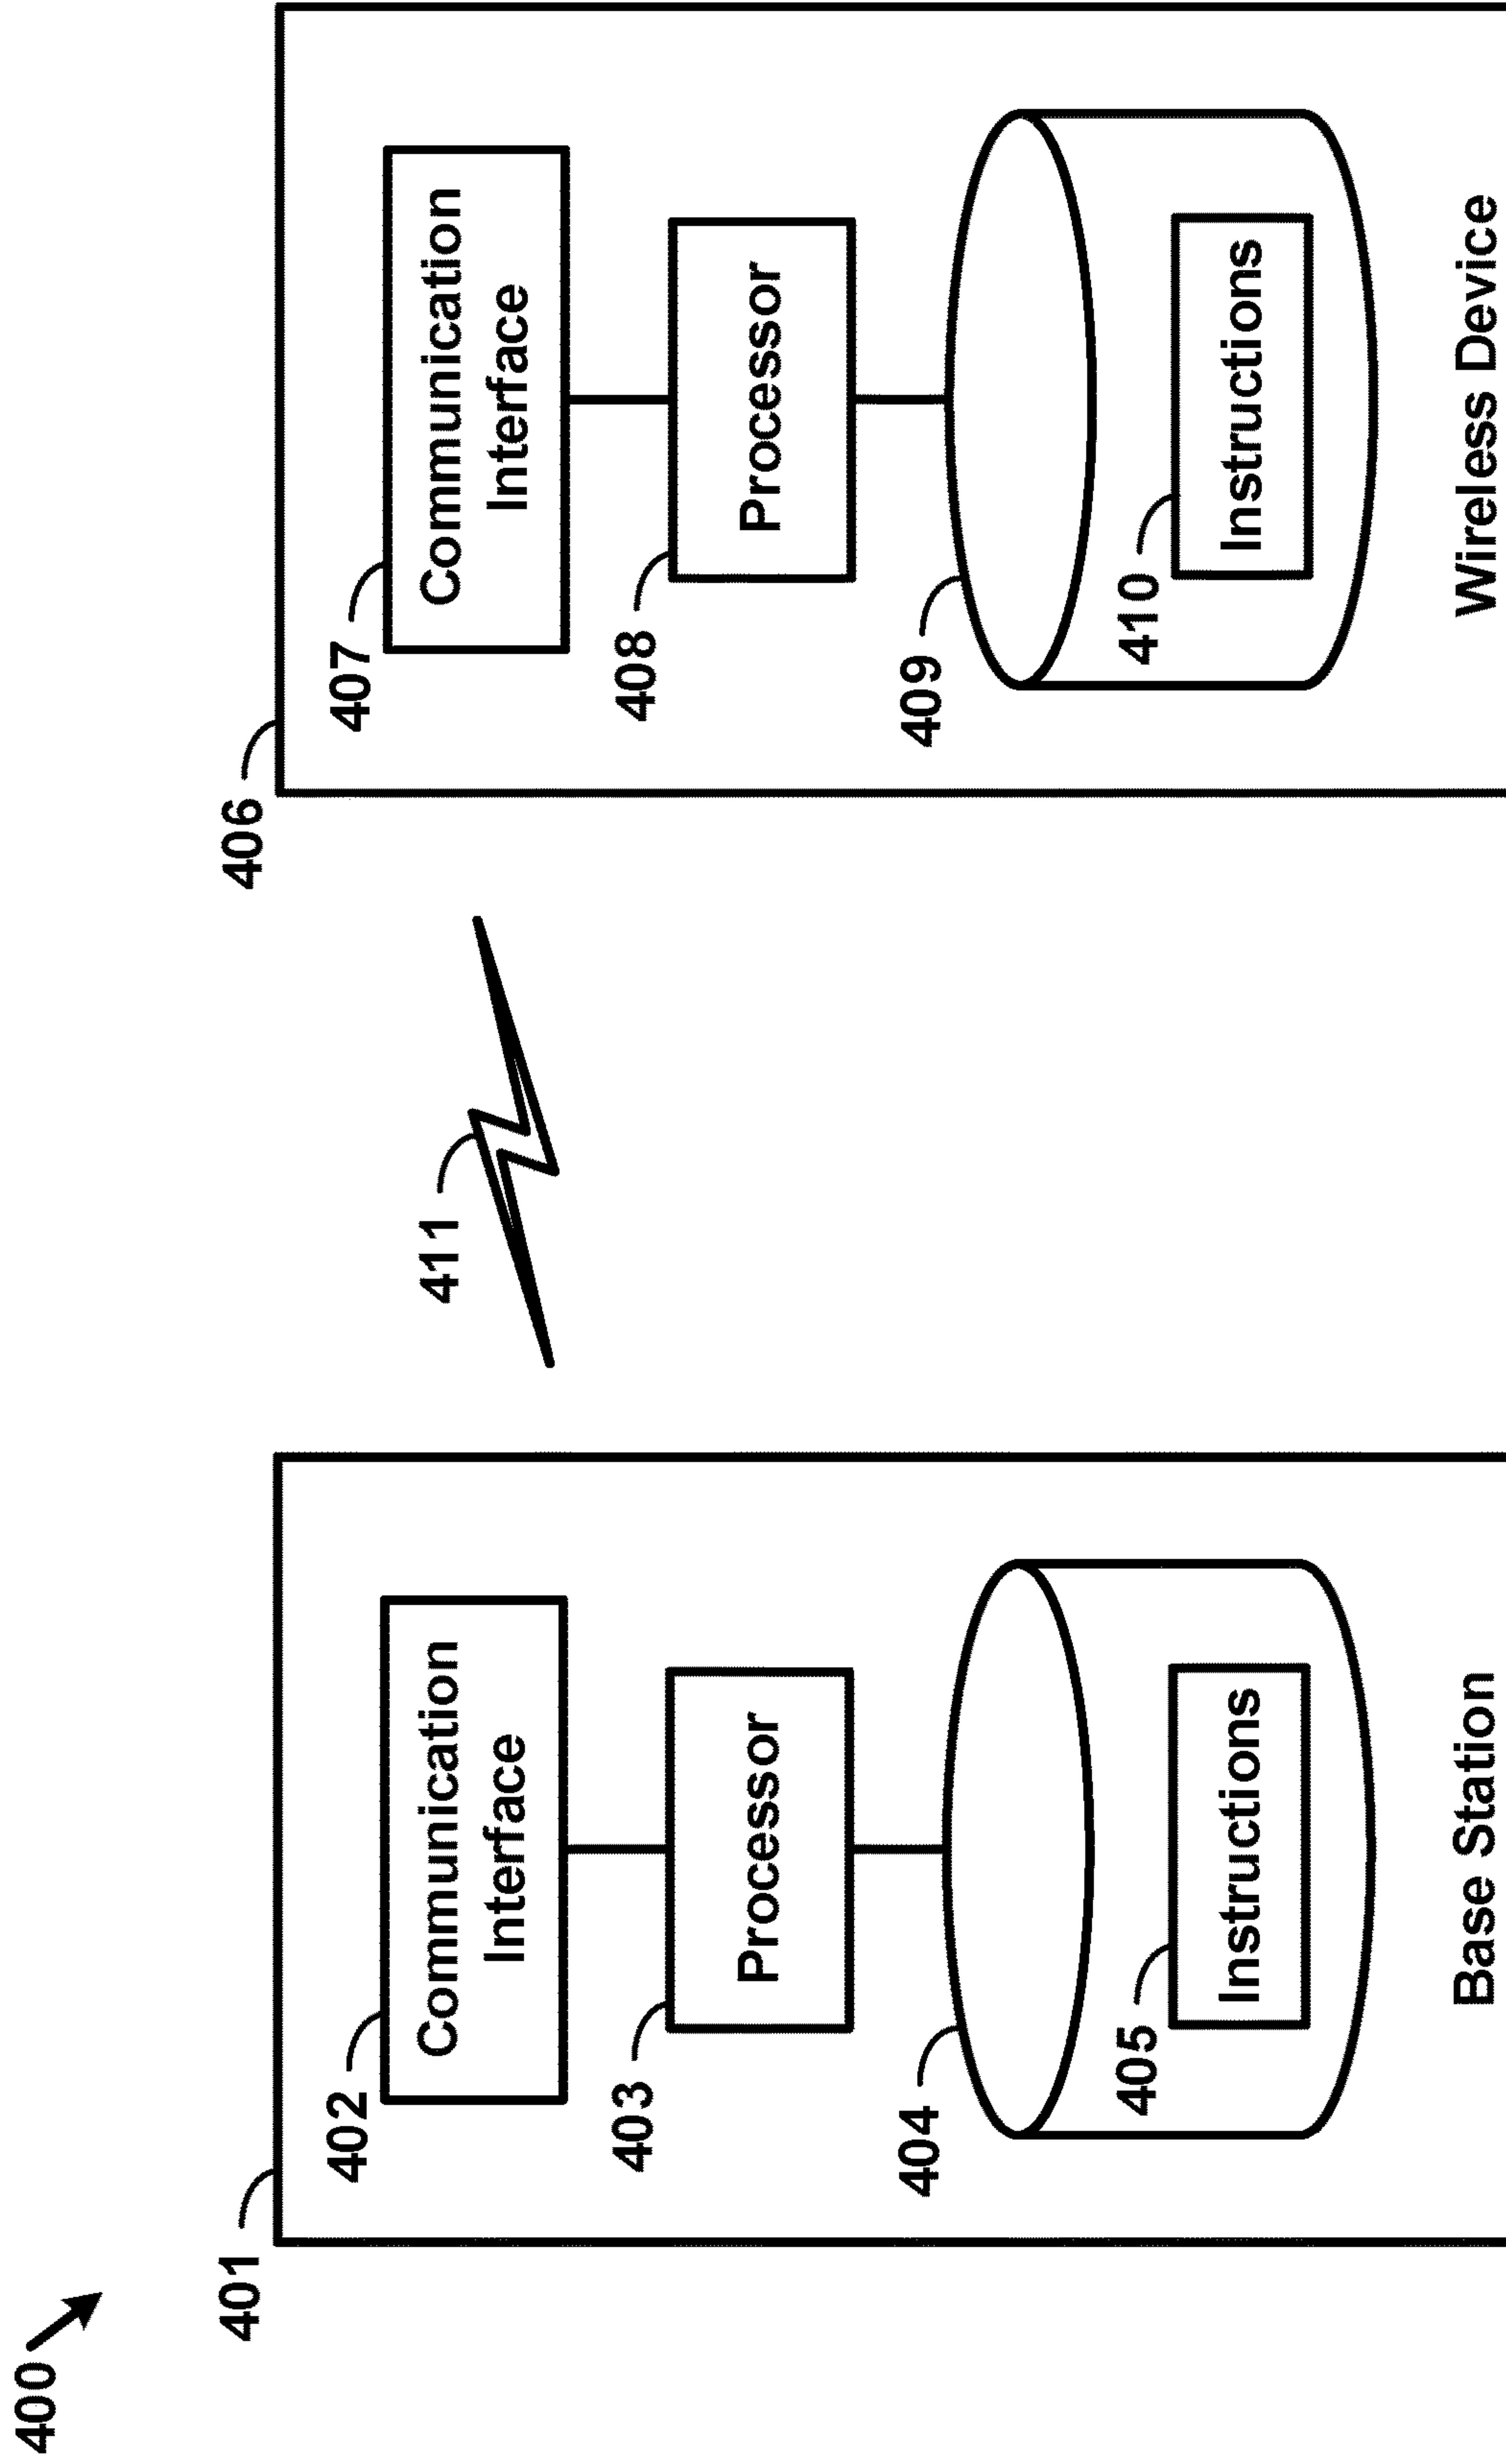 400
401
402
Communication
Interface
403
Processor
404
405
Instructions
Base Station
411
406
407
Communication
Interface
408
Processor
409
410
Instructions
Wireless Device